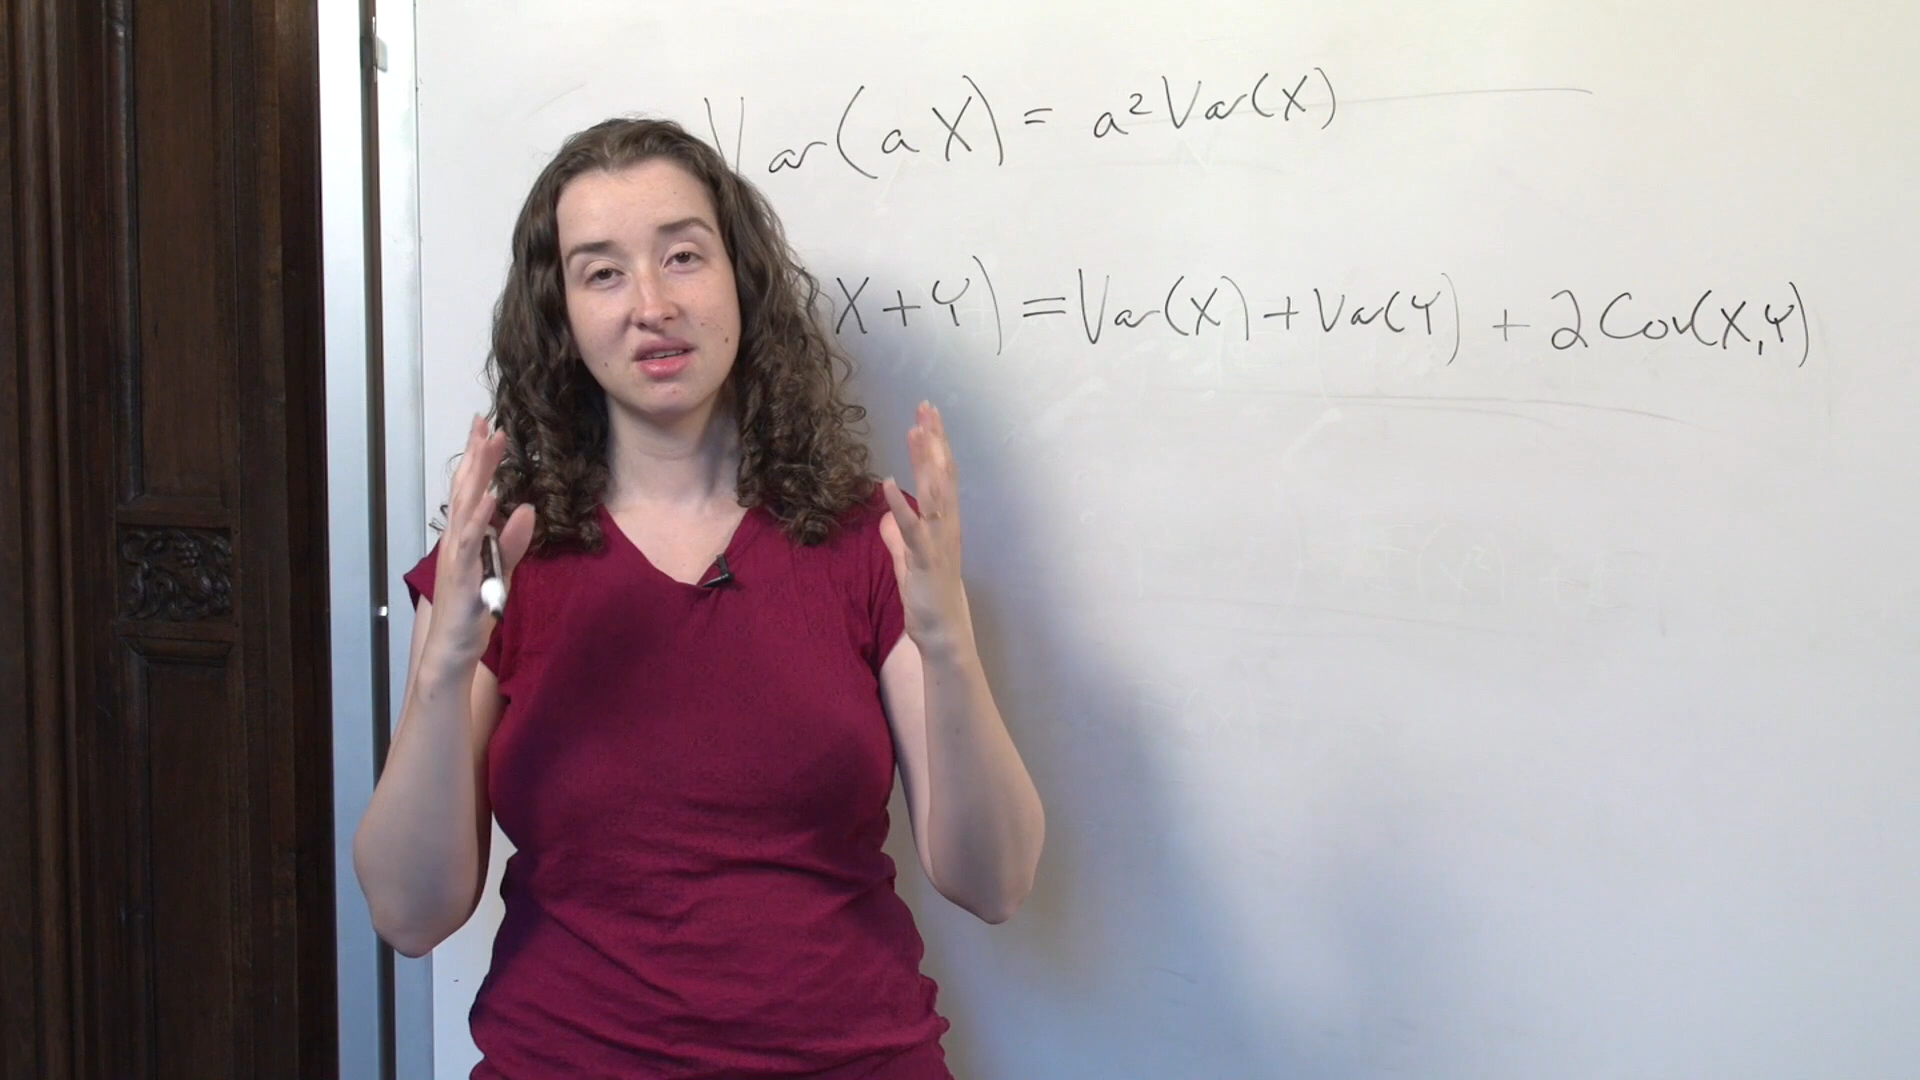 Var(aX) = a²Var(X)
X+Y) = Var(X) + Var(Y) + 2Cov(X,Y)